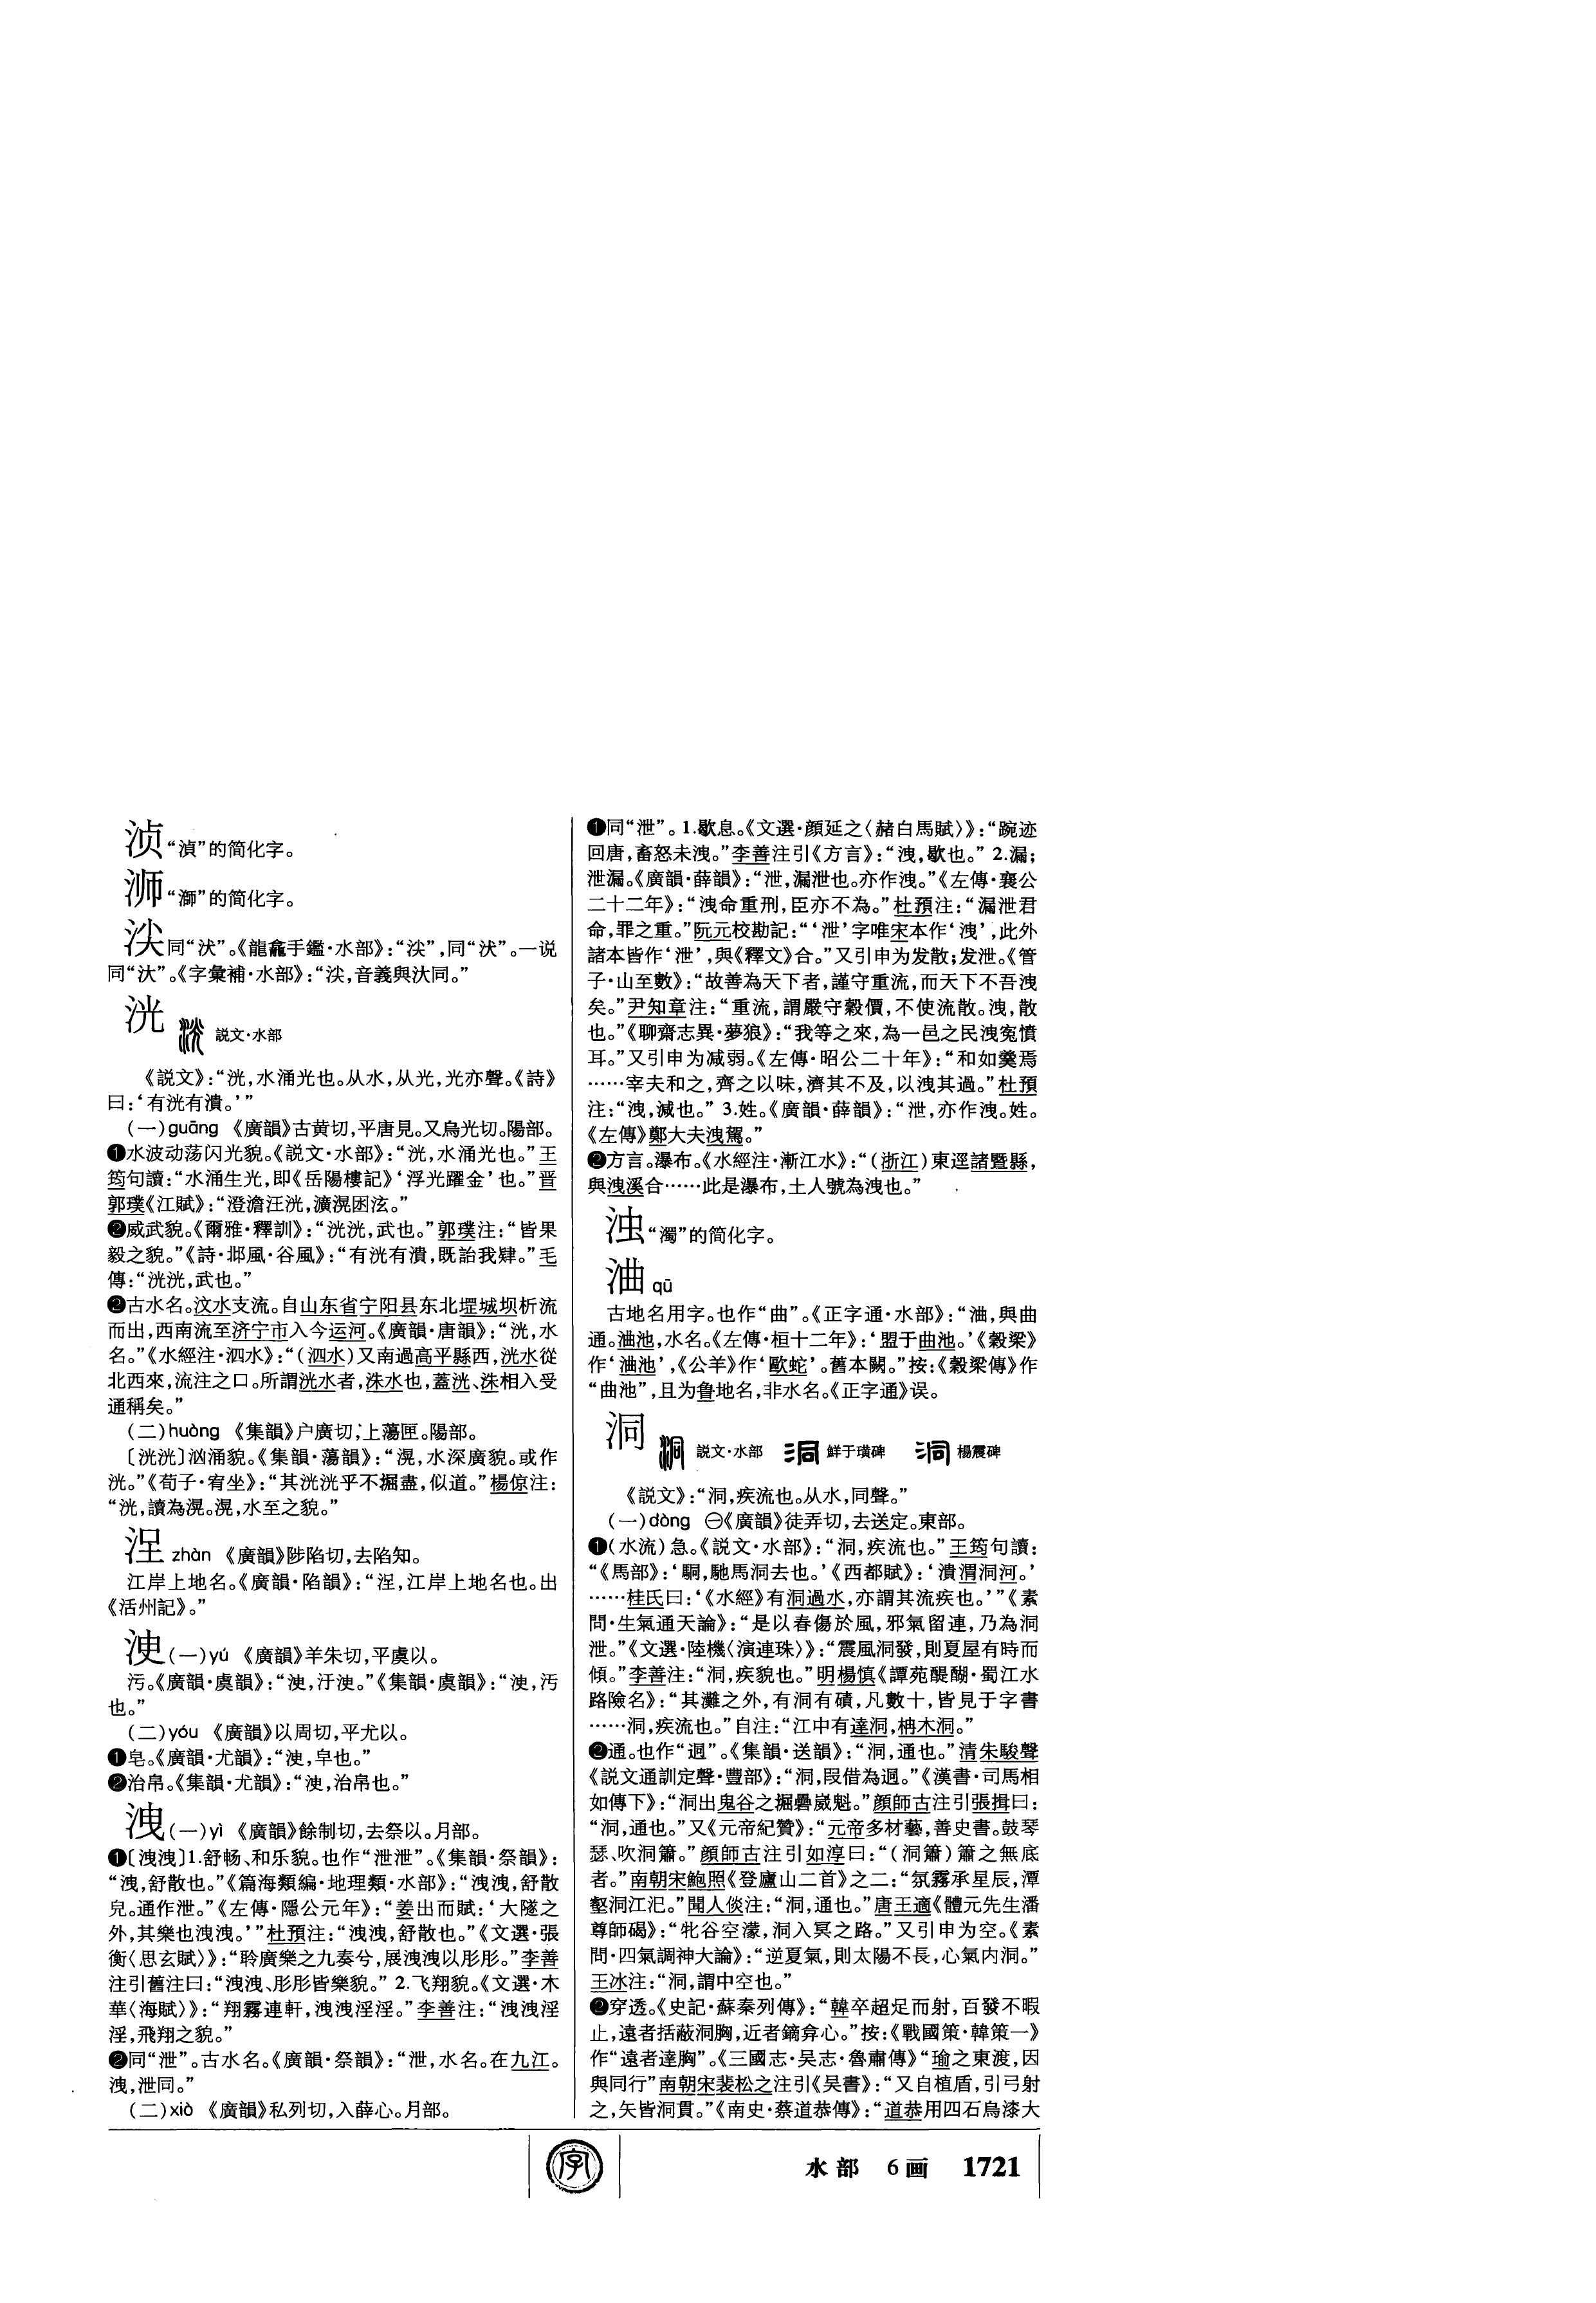 浈“湞”的简化字。
浉“溮”的简化字。
同“洑”。《龍龕手鑑·水部》：“”，同“洑”。一说
同“汏”。《字彙補·水部》：“，音義與汏同。”
洸 説文·水部
《説文》：“洸，水涌光也。从水，从光，光亦聲。《詩》
曰：‘有洸有潰。’”
(一)guāng 《廣韻》古黄切，平唐見。又烏光切。陽部。
❶水波动荡闪光貌。《説文·水部》：“洸，水涌光也。”王
筠句讀：“水涌生光，即《岳陽樓記》‘浮光躍金’也。”晋
郭璞《江賦》：“澄澹汪洸，瀇滉囦泫。”
❷威武貌。《爾雅·釋訓》：“洸洸，武也。”郭璞注：“皆果
毅之貌。”《詩·邶風·谷風》：“有洸有潰，既詒我肄。”毛
傳：“洸洸，武也。”
❷古水名。汶水支流。自山东省宁阳县东北堽城坝析流
而出，西南流至济宁市入今运河。《廣韻·唐韻》：“洸，水
名。”《水經注·泗水》：“(泗水)又南過高平縣西，洸水從
北西來，流注之口。所謂洸水者，洙水也，蓋洸、洙相入受
通稱矣。”
(二)huàng 《集韻》户廣切，上蕩匣。陽部。
〔洸洸〕汹涌貌。《集韻·蕩韻》：“滉，水深廣貌。或作
洸。”《荀子·宥坐》：“其洸洸乎不掘盡，似道。”楊倞注：
“洸，讀為滉。滉，水至之貌。”
zhàn 《廣韻》陟陷切，去陷知。
江岸上地名。《廣韻·陷韻》：“，江岸上地名也。出
《活州記》。”
㳛(一)yú 《廣韻》羊朱切，平虞以。
污。《廣韻·虞韻》：“㳛，汙㳛。”《集韻·虞韻》：“㳛，污
也。”
(二)yóu 《廣韻》以周切，平尤以。
❶皂。《廣韻·尤韻》：“㳛，皁也。”
❷治帛。《集韻·尤韻》：“㳛，治帛也。”
洩(一)yì 《廣韻》餘制切，去祭以。月部。
❶〔洩洩〕1.舒畅、和乐貌。也作“泄泄”。《集韻·祭韻》：
“洩，舒散也。”《篇海類編·地理類·水部》：“洩洩，舒散
皃。通作泄。”《左傳·隱公元年》：“姜出而賦：‘大隧之
外，其樂也洩洩。’”杜預注：“洩洩，舒散也。”《文選·張
衡〈思玄賦〉》：“聆廣樂之九奏兮，展洩洩以肜肜。”李善
注引舊注曰：“洩洩、肜肜皆樂貌。” 2.飞翔貌。《文選·木
華〈海賦〉》：“翔霧連軒，洩洩淫淫。”李善注：“洩洩淫
淫，飛翔之貌。”
❷同“泄”。古水名。《廣韻·祭韻》：“泄，水名。在九江。
洩，泄同。”
(二)xiè 《廣韻》私列切，入薛心。月部。
❶同“泄”。1.歇息。《文選·顔延之〈赭白馬賦〉》：“踠迹
回唐，畜怒未洩。”李善注引《方言》：“洩，歇也。” 2.漏；
泄漏。《廣韻·薛韻》：“泄，漏泄也。亦作洩。”《左傳·襄公
二十二年》：“洩命重刑，臣亦不為。”杜預注：“漏泄君
命，罪之重。”阮元校勘記：“‘泄’字唯宋本作‘洩’，此外
諸本皆作‘泄’，與《釋文》合。”又引申为发散；发泄。《管
子·山至數》：“故善為天下者，謹守重流，而天下不吾洩
矣。”尹知章注：“重流，謂嚴守穀價，不使流散。洩，散
也。”《聊齋志異·夢狼》：“我等之來，為一邑之民洩寃憤
耳。”又引申为减弱。《左傳·昭公二十年》：“和如羹焉
……宰夫和之，齊之以味，濟其不及，以洩其過。”杜預
注：“洩，減也。” 3.姓。《廣韻·薛韻》：“泄，亦作洩。姓。
《左傳》鄭大夫洩駕。”
❷方言。瀑布。《水經注·漸江水》：“(浙江)東逕諸暨縣，
與洩溪合……此是瀑布，土人號為洩也。”
浊“濁”的简化字。
浀qū
古地名用字。也作“曲”。《正字通·水部》：“浀，與曲
通。浀池，水名。《左傳·桓十二年》：‘盟于曲池。’《穀梁》
作‘浀池’，《公羊》作‘毆蛇’。舊本闕。”按：《穀梁傳》作
“曲池”，且为鲁地名，非水名。《正字通》误。
洞 説文·水部 鮮于璜碑 楊震碑
《説文》：“洞，疾流也。从水，同聲。”
(一)dòng ㊀《廣韻》徒弄切，去送定。東部。
❶(水流)急。《説文·水部》：“洞，疾流也。”王筠句讀：
“《馬部》：‘駧，馳馬洞去也。’《西都賦》：‘潰渭洞河。’
……桂氏曰：‘《水經》有洞過水，亦謂其流疾也。’”《素
問·生氣通天論》：“是以春傷於風，邪氣留連，乃為洞
泄。”《文選·陸機〈演連珠〉》：“震風洞發，則夏屋有時而
傾。”李善注：“洞，疾貌也。”明楊慎《譚苑醍醐·蜀江水
路險名》：“其灘之外，有洞有磧，凡數十，皆見于字書
……洞，疾流也。”自注：“江中有達洞，柟木洞。”
❷通。也作“迵”。《集韻·送韻》：“洞，通也。”清朱駿聲
《説文通訓定聲·豐部》：“洞，叚借為迵。”《漢書·司馬相
如傳下》：“洞出鬼谷之掘礨崴魁。”顔師古注引張揖曰：
“洞，通也。”又《元帝紀贊》：“元帝多材藝，善史書。鼓琴
瑟、吹洞簫。”顔師古注引如淳曰：“(洞簫)簫之無底
者。”南朝宋鮑照《登廬山二首》之二：“氛霧承星辰，潭
壑洞江汜。”聞人倓注：“洞，通也。”唐王適《體元先生潘
尊師碣》：“牝谷空濛，洞入冥之路。”又引申为空。《素
問·四氣調神大論》：“逆夏氣，則太陽不長，心氣内洞。”
王冰注：“洞，謂中空也。”
❷穿透。《史記·蘇秦列傳》：“韓卒超足而射，百發不暇
止，遠者括蔽洞胸，近者鏑弇心。”按：《戰國策·韓策一》
作“遠者達胸”。《三國志·吴志·魯肅傳》“瑜之東渡，因
與同行”南朝宋裴松之注引《吴書》：“又自植盾，引弓射
之，矢皆洞貫。”《南史·蔡道恭傳》：“道恭用四石烏漆大
字
水部 6画 1721